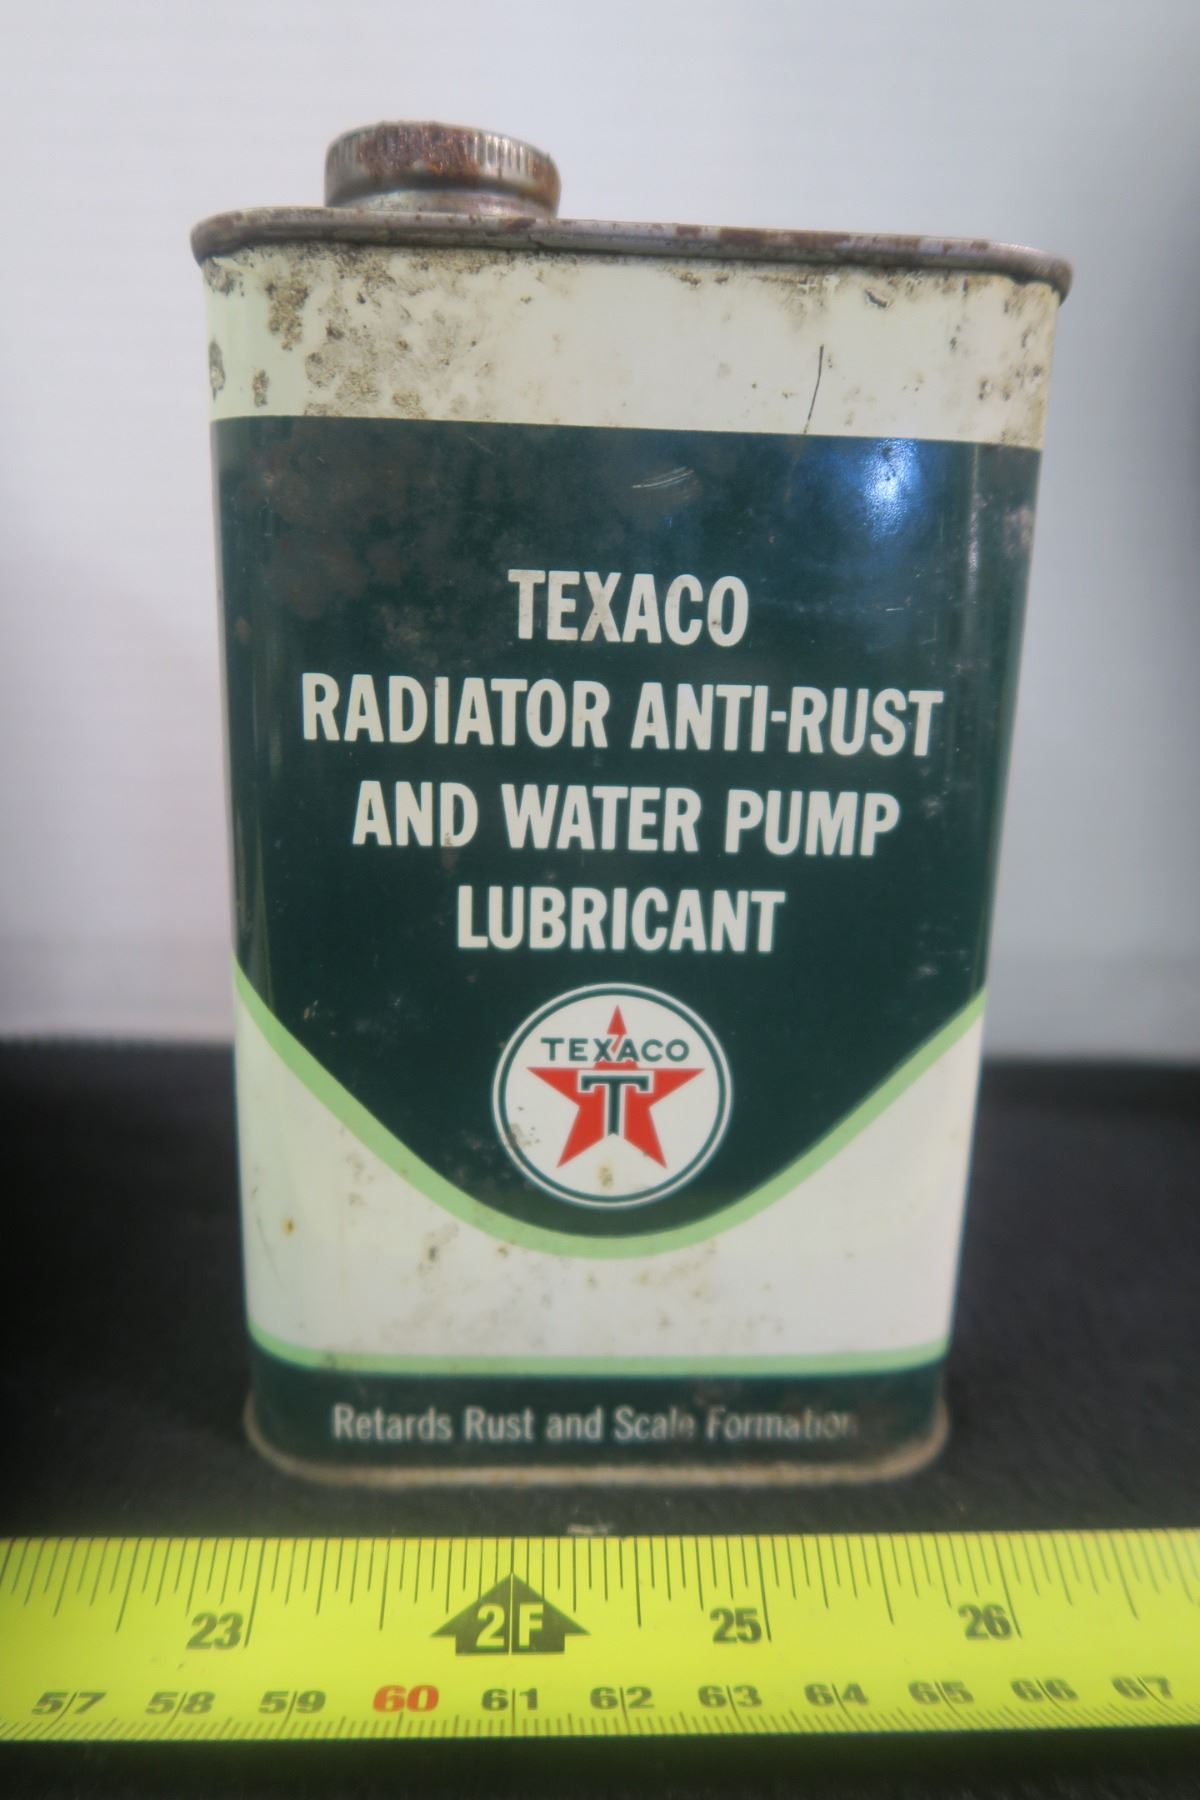 TEXACO
RADIATOR ANTI-RUST
AND WATER PUMP
LUBRICANT
TEXACO
T
Retards Rust and Scale Formation
23 2F 25 26
57 58 59 60 61 62 63 64 65 66 67